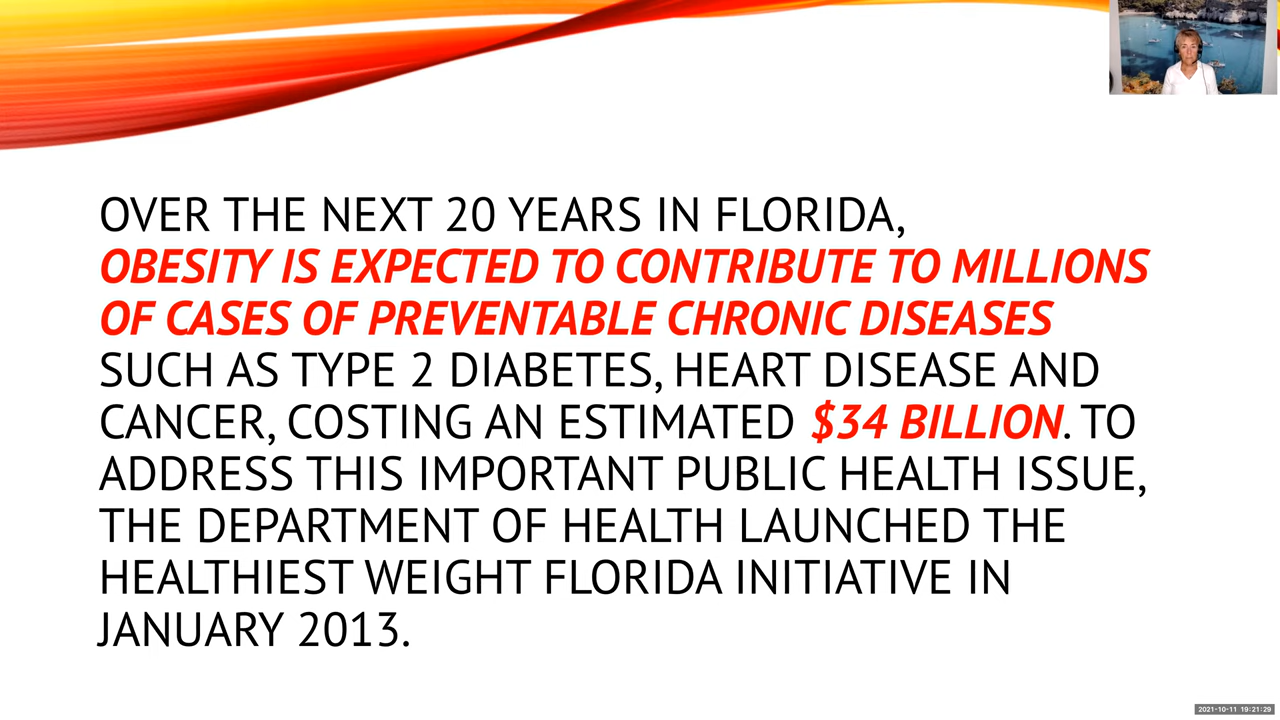 OVER THE NEXT 20 YEARS IN FLORIDA,
OBESITY IS EXPECTED TO CONTRIBUTE TO MILLIONS
OF CASES OF PREVENTABLE CHRONIC DISEASES
SUCH AS TYPE 2 DIABETES, HEART DISEASE AND
CANCER, COSTING AN ESTIMATED $34 BILLION. TO
ADDRESS THIS IMPORTANT PUBLIC HEALTH ISSUE,
THE DEPARTMENT OF HEALTH LAUNCHED THE
HEALTHIEST WEIGHT FLORIDA INITIATIVE IN
JANUARY 2013.
2021-10-11 19:21:29